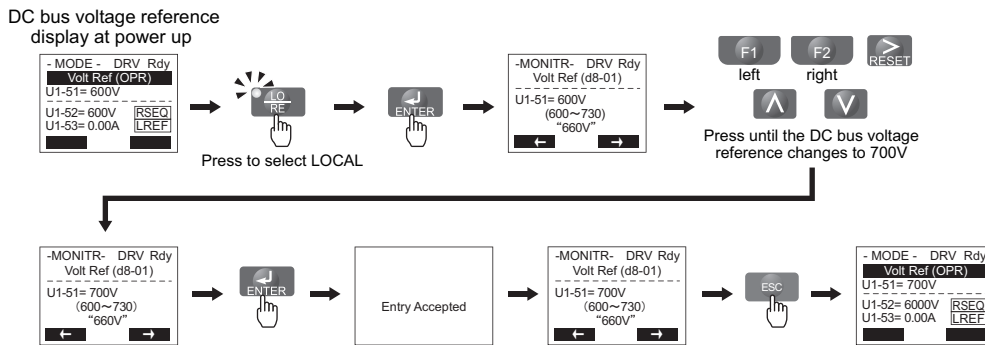 DC bus voltage reference
display at power up
- MODE - DRV Rdy
Volt Ref (OPR)
U1-51= 600V
U1-52= 600V RSEQ
U1-53= 0.00A LREF
LO
RE
Press to select LOCAL
ENTER
-MONITR- DRV Rdy
Volt Ref (d8-01)
U1-51= 600V
(600～730)
“660V”
← →
F1
left
F2
right
>
RESET
∧ ∨
Press until the DC bus voltage
reference changes to 700V
-MONITR- DRV Rdy
Volt Ref (d8-01)
U1-51= 700V
(600～730)
“660V”
← →
ENTER
Entry Accepted
-MONITR- DRV Rdy
Volt Ref (d8-01)
U1-51= 700V
(600～730)
“660V”
← →
ESC
- MODE - DRV Rdy
Volt Ref (OPR)
U1-51= 700V
U1-52= 6000V RSEQ
U1-53= 0.00A LREF